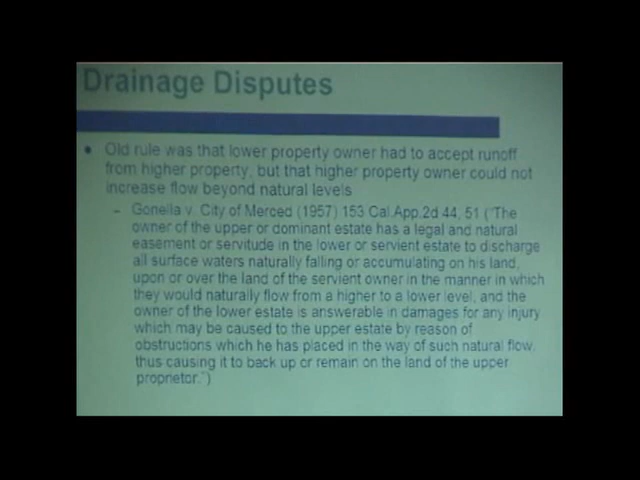 Drainage Disputes
• Old rule was that lower property owner had to accept runoff
from higher property, but that higher property owner could not
increase flow beyond natural levels
– Gonella v. City of Merced (1957) 153 Cal.App.2d 44, 51 ("The
owner of the upper or dominant estate has a legal and natural
easement or servitude in the lower or servient estate to discharge
all surface waters naturally falling or accumulating on his land,
upon or over the land of the servient owner in the manner in which
they would naturally flow from a higher to a lower level, and the
owner of the lower estate is answerable in damages for any injury
which may be caused to the upper estate by reason of
obstructions which he has placed in the way of such natural flow,
thus causing it to back up or remain on the land of the upper
proprietor.")